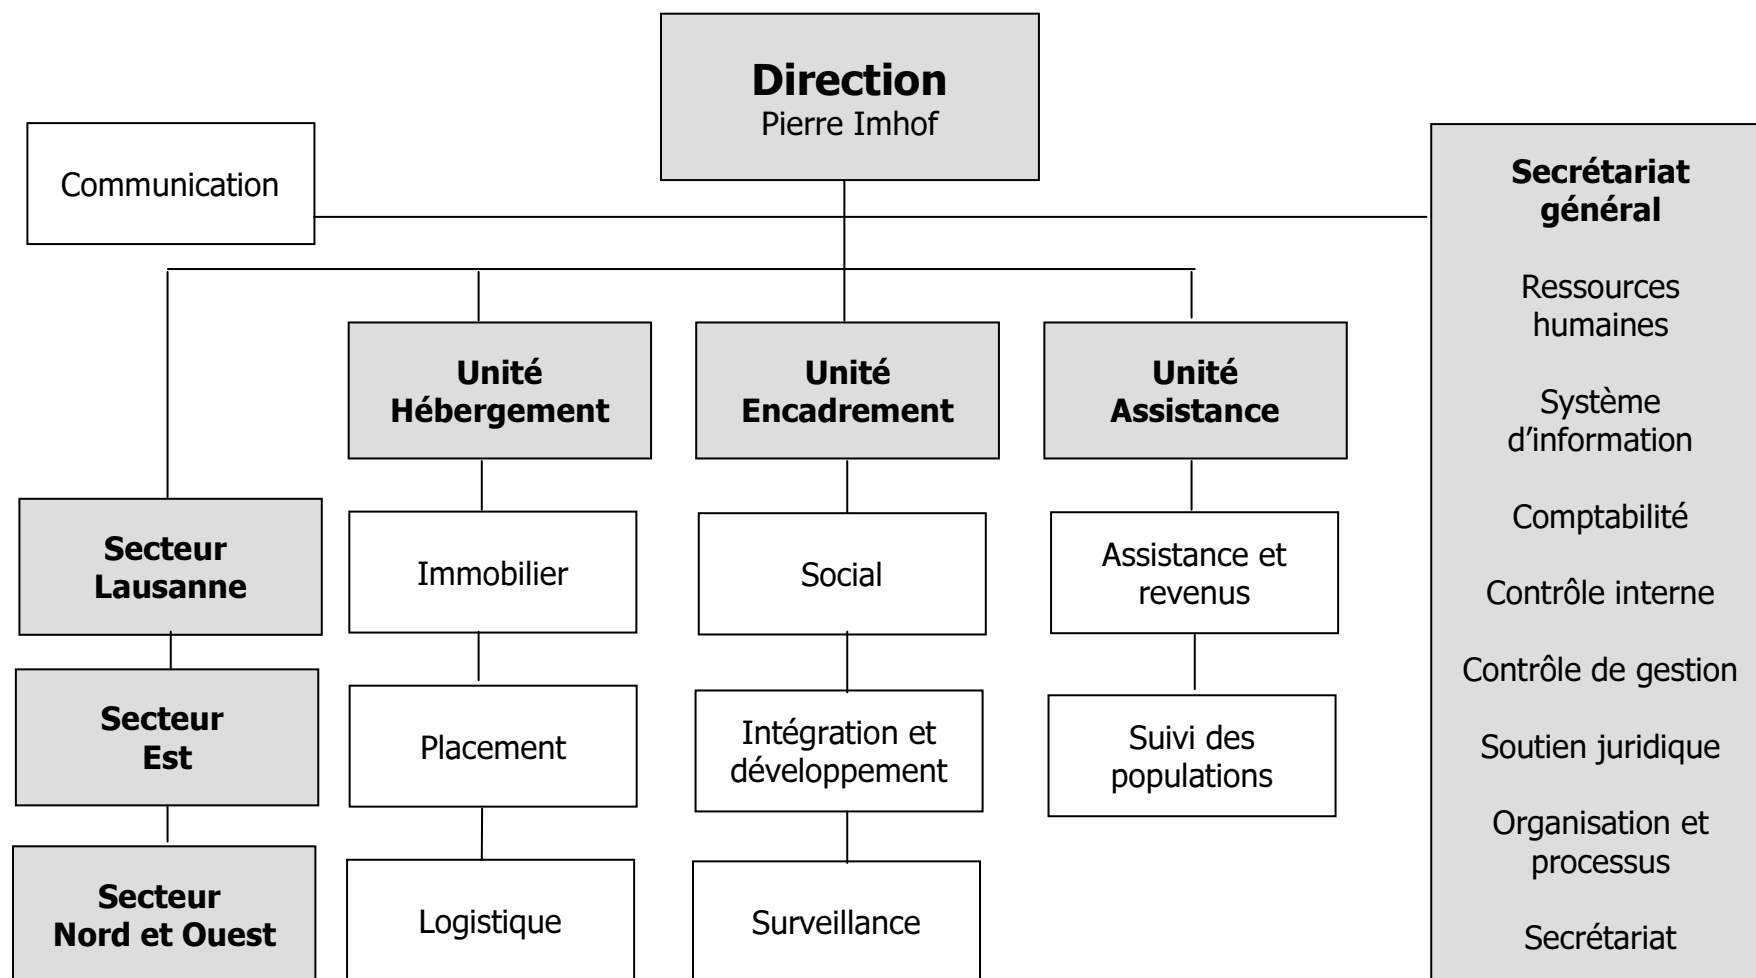 Direction
Pierre Imhof
Communication
Unité
Hébergement
Unité
Encadrement
Unité
Assistance
Secteur
Lausanne
Secteur
Est
Secteur
Nord et Ouest
Immobilier
Placement
Logistique
Social
Intégration et
développement
Surveillance
Assistance et
revenus
Suivi des
populations
Secrétariat
général
Ressources
humaines
Système
d’information
Comptabilité
Contrôle interne
Contrôle de gestion
Soutien juridique
Organisation et
processus
Secrétariat